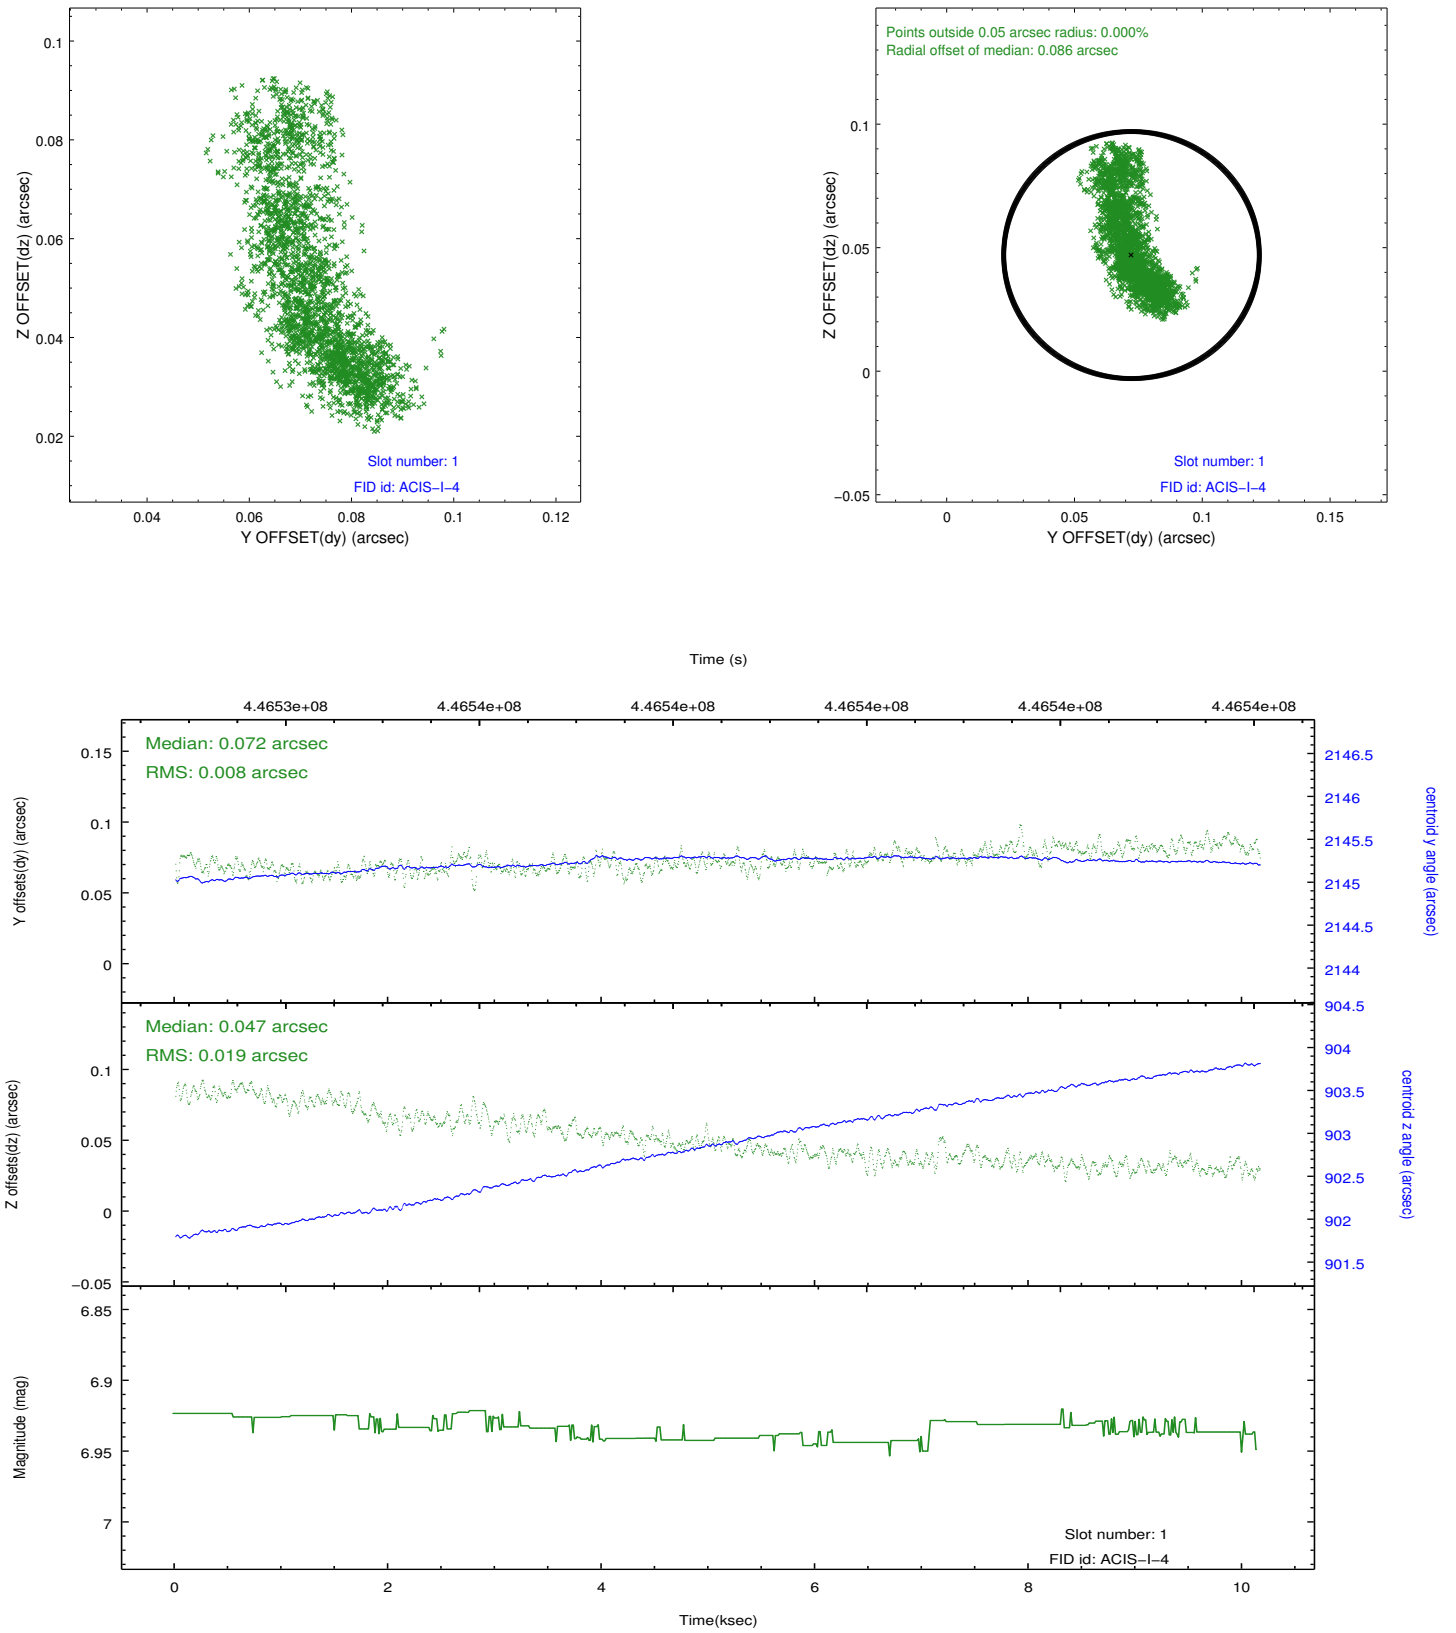 0.1
0.08
0.06
0.04
0.02
Z OFFSET(dz) (arcsec)
Slot number: 1
FID id: ACIS−I−4
0.04
0.06
0.08
0.1
0.12
Y OFFSET(dy) (arcsec)
Points outside 0.05 arcsec radius: 0.000%
Radial offset of median: 0.086 arcsec
0.1
0.05
0
−0.05
Z OFFSET(dz) (arcsec)
Slot number: 1
FID id: ACIS−I−4
0
0.05
0.1
0.15
Y OFFSET(dy) (arcsec)
Time (s)
4.4653e+08
4.4654e+08
4.4654e+08
4.4654e+08
4.4654e+08
4.4654e+08
Median: 0.072 arcsec
RMS: 0.008 arcsec
0.15
0.1
0.05
0
Y offsets(dy) (arcsec)
2146.5
2146
2145.5
2145
2144.5
2144
centroid y angle (arcsec)
Median: 0.047 arcsec
RMS: 0.019 arcsec
0.1
0.05
0
−0.05
Z offsets(dz) (arcsec)
904.5
904
903.5
903
902.5
902
901.5
centroid z angle (arcsec)
6.85
6.9
6.95
7
Magnitude (mag)
Slot number: 1
FID id: ACIS−I−4
0
2
4
6
8
10
Time(ksec)